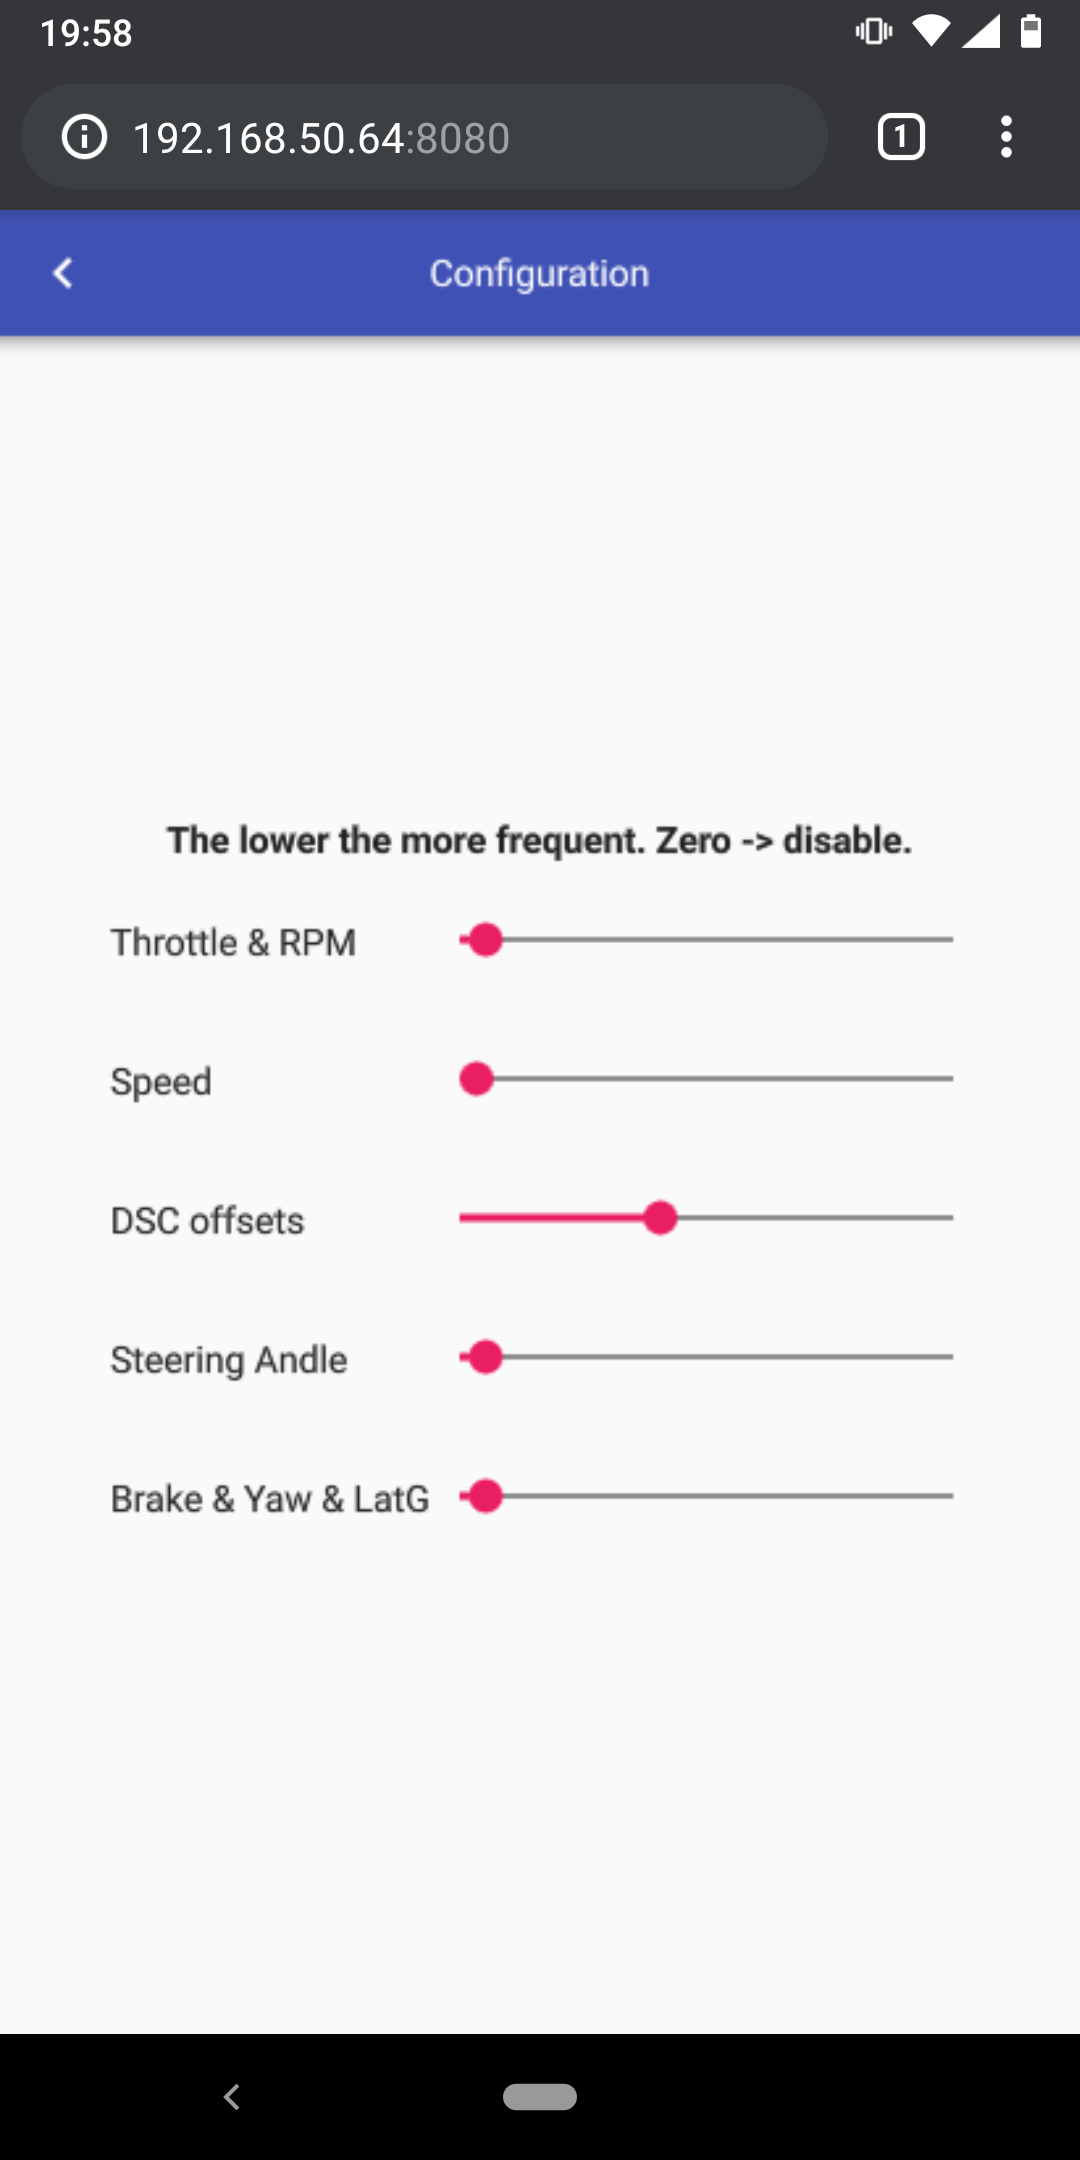 19:58
192.168.50.64:8080
1
Configuration
The lower the more frequent. Zero -> disable.
Throttle & RPM
Speed
DSC offsets
Steering Andle
Brake & Yaw & LatG